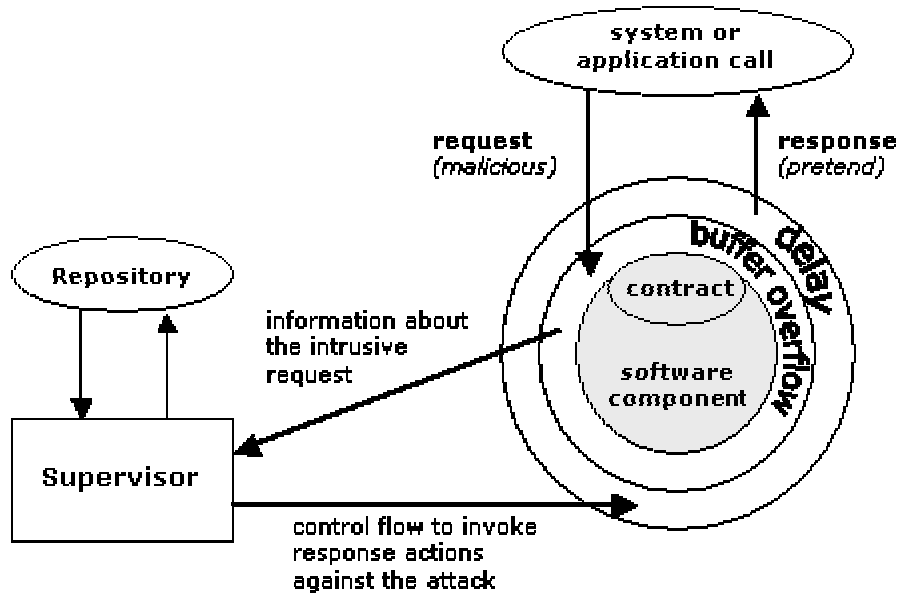 system or
application call
request
(malicious)
response
(pretend)
buffer overflow
delay
Repository
contract
information about
the intrusive
request
software
component
Supervisor
control flow to invoke
response actions
against the attack